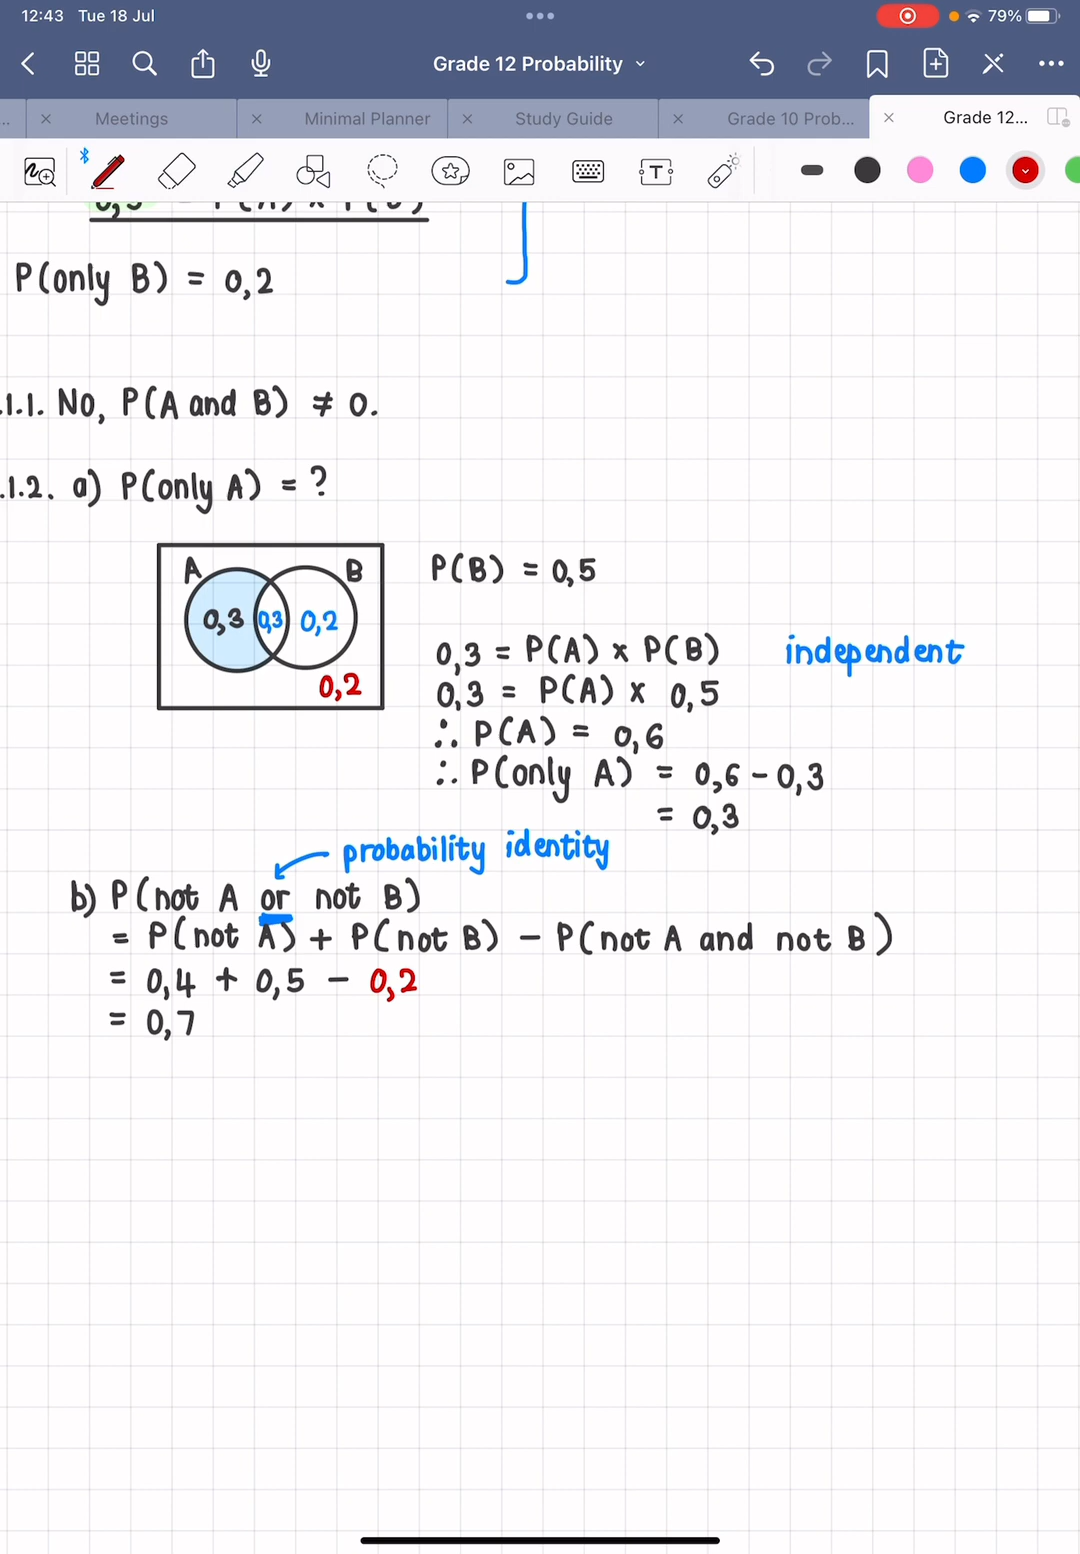 12:43 Tue 18 Jul
79%
Grade 12 Probability
Meetings
Minimal Planner
Study Guide
Grade 10 Prob...
Grade 12...
T
P(only B) = 0,2
.1.1. No, P(A and B) ≠ 0.
.1.2. a) P(only A) = ?
A B
0,3 0,3 0,2
0,2
P(B) = 0,5
0,3 = P(A) x P(B) independent
0,3 = P(A) x 0,5
∴ P(A) = 0,6
∴ P(only A) = 0,6 - 0,3
= 0,3
probability identity
b) P(not A or not B)
= P(not A) + P(not B) - P(not A and not B)
= 0,4 + 0,5 - 0,2
= 0,7